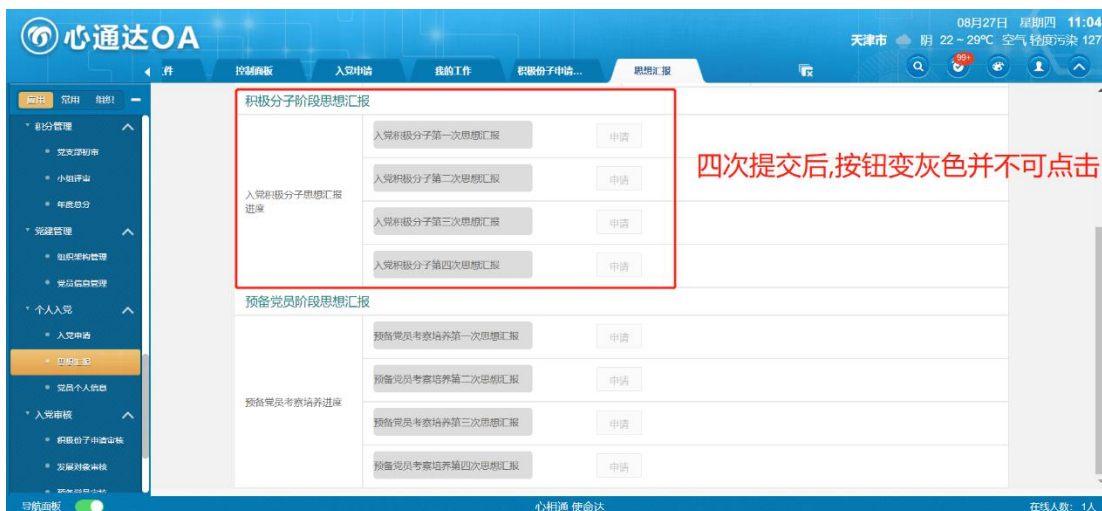 心通达OA
08月27日 星期四 11:04
天津市 阴 22 ~ 29℃ 空气 轻度污染 127
控制面板 入党申请 我的工作 积极份子申请... 思想汇报
99+
应用 常用 组织
积极分子阶段思想汇报
积分管理
党支部初审
小组评审
年度总分
党建管理
组织架构管理
党员信息管理
个人入党
入党申请
思想汇报
党员个人信息
入党审核
积极份子申请审核
发展对象审核
预备党员审核
入党积极分子思想汇报
进度
入党积极分子第一次思想汇报 申请
入党积极分子第二次思想汇报 申请
入党积极分子第三次思想汇报 申请
入党积极分子第四次思想汇报 申请
四次提交后,按钮变灰色并不可点击
预备党员阶段思想汇报
预备党员考察培养进度
预备党员考察培养第一次思想汇报 申请
预备党员考察培养第二次思想汇报 申请
预备党员考察培养第三次思想汇报 申请
预备党员考察培养第四次思想汇报 申请
导航面板
心相通 使命达
在线人数: 1人